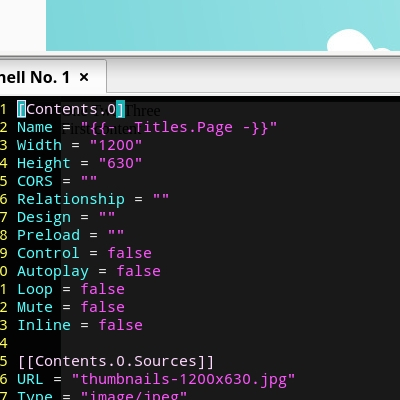 hell No. 1 ×
1 [Contents.0] Three
2 Name = "{{- .Titles.Page -}}"
3 Width = "1200"
4 Height = "630"
5 CORS = ""
6 Relationship = ""
7 Design = ""
8 Preload = ""
9 Control = false
0 Autoplay = false
1 Loop = false
2 Mute = false
3 Inline = false
4
5 [[Contents.0.Sources]]
6 URL = "thumbnails-1200x630.jpg"
7 Type = "image/jpeg"